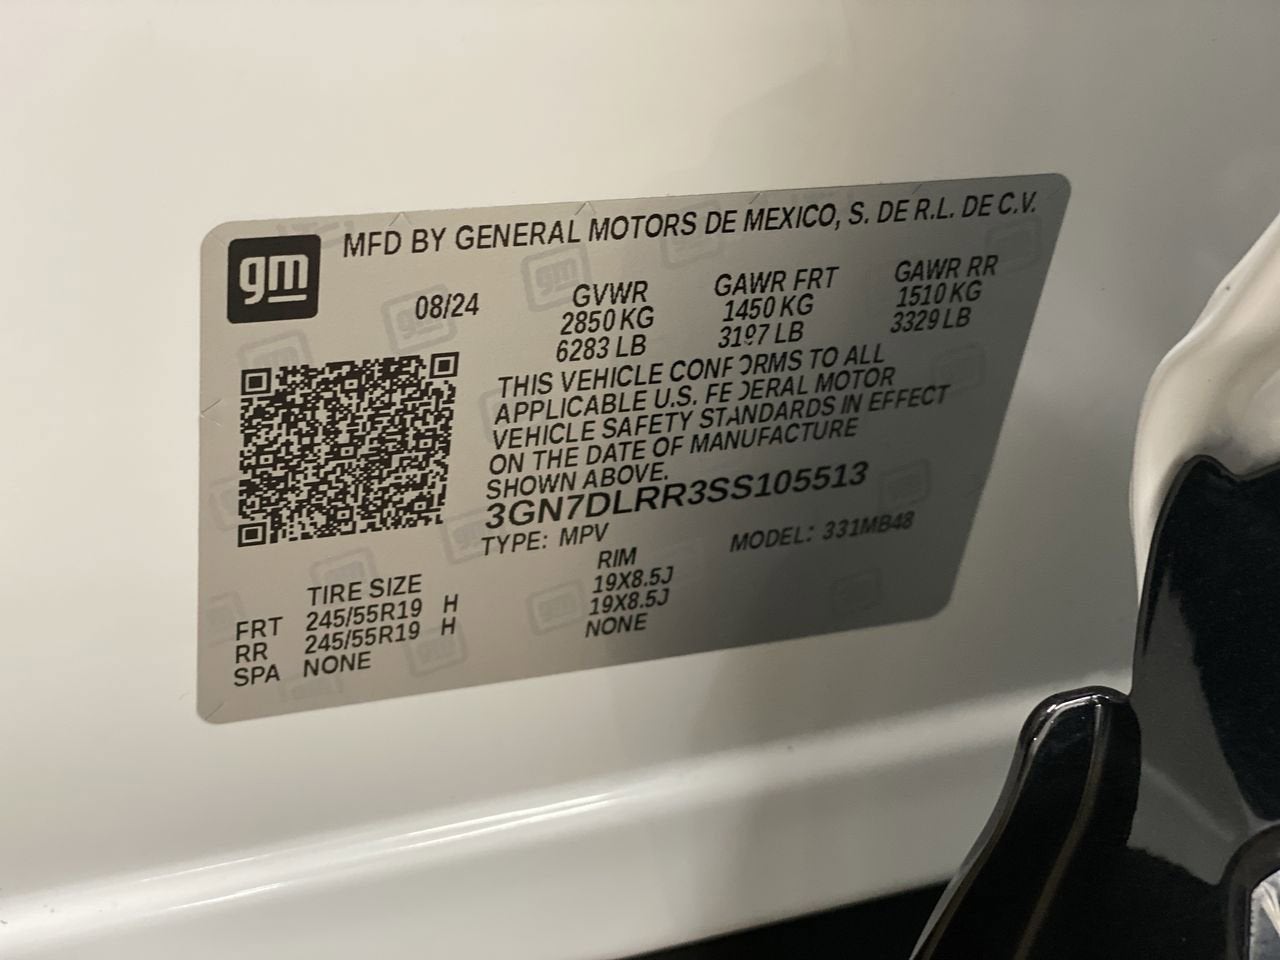 gm
MFD BY GENERAL MOTORS DE MEXICO, S. DE R.L. DE C.V.
08/24 GVWR GAWR FRT GAWR RR
2850 KG 1450 KG 1510 KG
6283 LB 3197 LB 3329 LB
THIS VEHICLE CONFORMS TO ALL
APPLICABLE U.S. FEDERAL MOTOR
VEHICLE SAFETY STANDARDS IN EFFECT
ON THE DATE OF MANUFACTURE
SHOWN ABOVE.
3GN7DLRR3SS105513
TYPE: MPV MODEL: 331MB48
TIRE SIZE RIM
FRT 245/55R19 H 19X8.5J
RR 245/55R19 H 19X8.5J
SPA NONE NONE